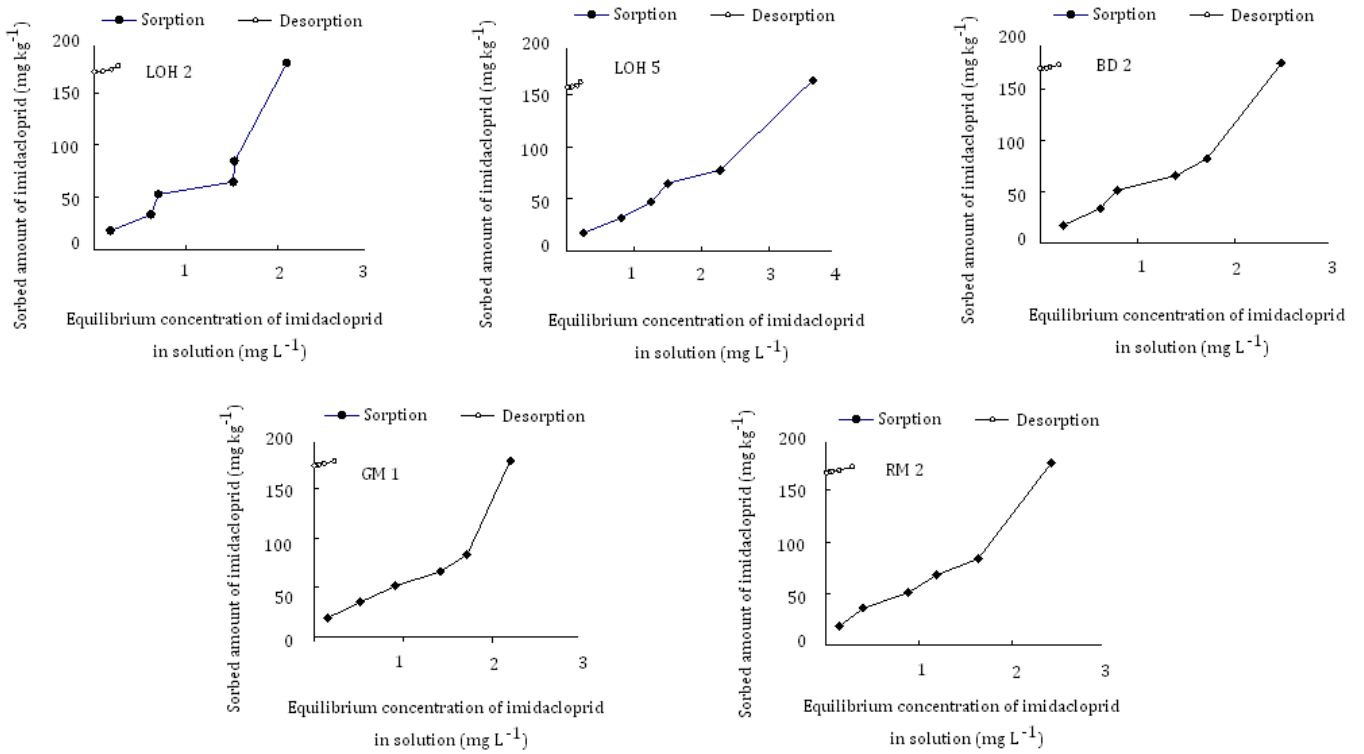 Sorption Desorption
Sorbed amount of imidacloprid (mg kg⁻¹)
200
150
100
50
0
LOH 2
1 2 3
Equilibrium concentration of imidacloprid
in solution (mg L⁻¹)
Sorption Desorption
Sorbed amount of imidacloprid (mg kg⁻¹)
200
150
100
50
0
LOH 5
1 2 3 4
Equilibrium concentration of imidacloprid
in solution (mg L⁻¹)
Sorption Desorption
Sorbed amount of imidacloprid (mg kg⁻¹)
200
150
100
50
0
BD 2
1 2 3
Equilibrium concentration of imidacloprid
in solution (mg L⁻¹)
Sorption Desorption
Sorbed amount of imidacloprid (mg kg⁻¹)
200
150
100
50
0
GM 1
1 2 3
Equilibrium concentration of imidacloprid
in solution (mg L⁻¹)
Sorption Desorption
Sorbed amount of imidacloprid (mg kg⁻¹)
200
150
100
50
0
RM 2
1 2 3
Equilibrium concentration of imidacloprid
in solution (mg L⁻¹)